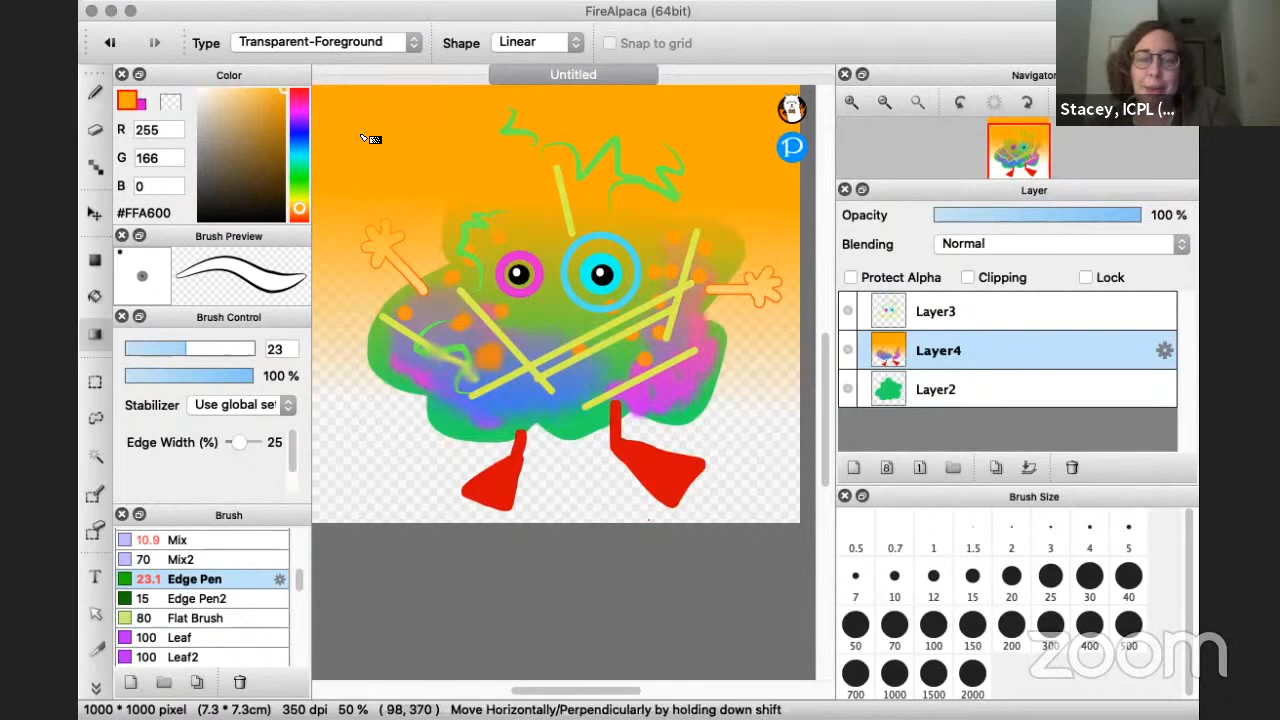 FireAlpaca (64bit)
Type Transparent-Foreground Shape Linear Snap to grid
Color
Untitled
R 255
G 166
B 0
#FFA600
Brush Preview
Brush Control
23
100 %
Stabilizer Use global se
Edge Width (%) 25
Brush
10.9 Mix
70 Mix2
23.1 Edge Pen
15 Edge Pen2
80 Flat Brush
100 Leaf
100 Leaf2
Stacey, ICPL (...
Layer
Opacity 100 %
Blending Normal
Protect Alpha Clipping Lock
Layer3
Layer4
Layer2
8 1
Brush Size
0.5 0.7 1 1.5 2 3 4 5
7 10 12 15 20 25 30 40
50 70 100 150 200 300 400 500
700 1000 1500 2000
zoom
T
P
1000 * 1000 pixel (7.3 * 7.3cm) 350 dpi 50 % ( 98, 370 ) Move Horizontally/Perpendicularly by holding down shift